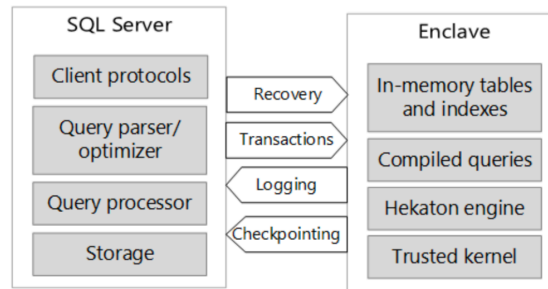 SQL Server
Client protocols
Query parser/
optimizer
Query processor
Storage
Recovery
Transactions
Logging
Checkpointing
Enclave
In-memory tables
and indexes
Compiled queries
Hekaton engine
Trusted kernel